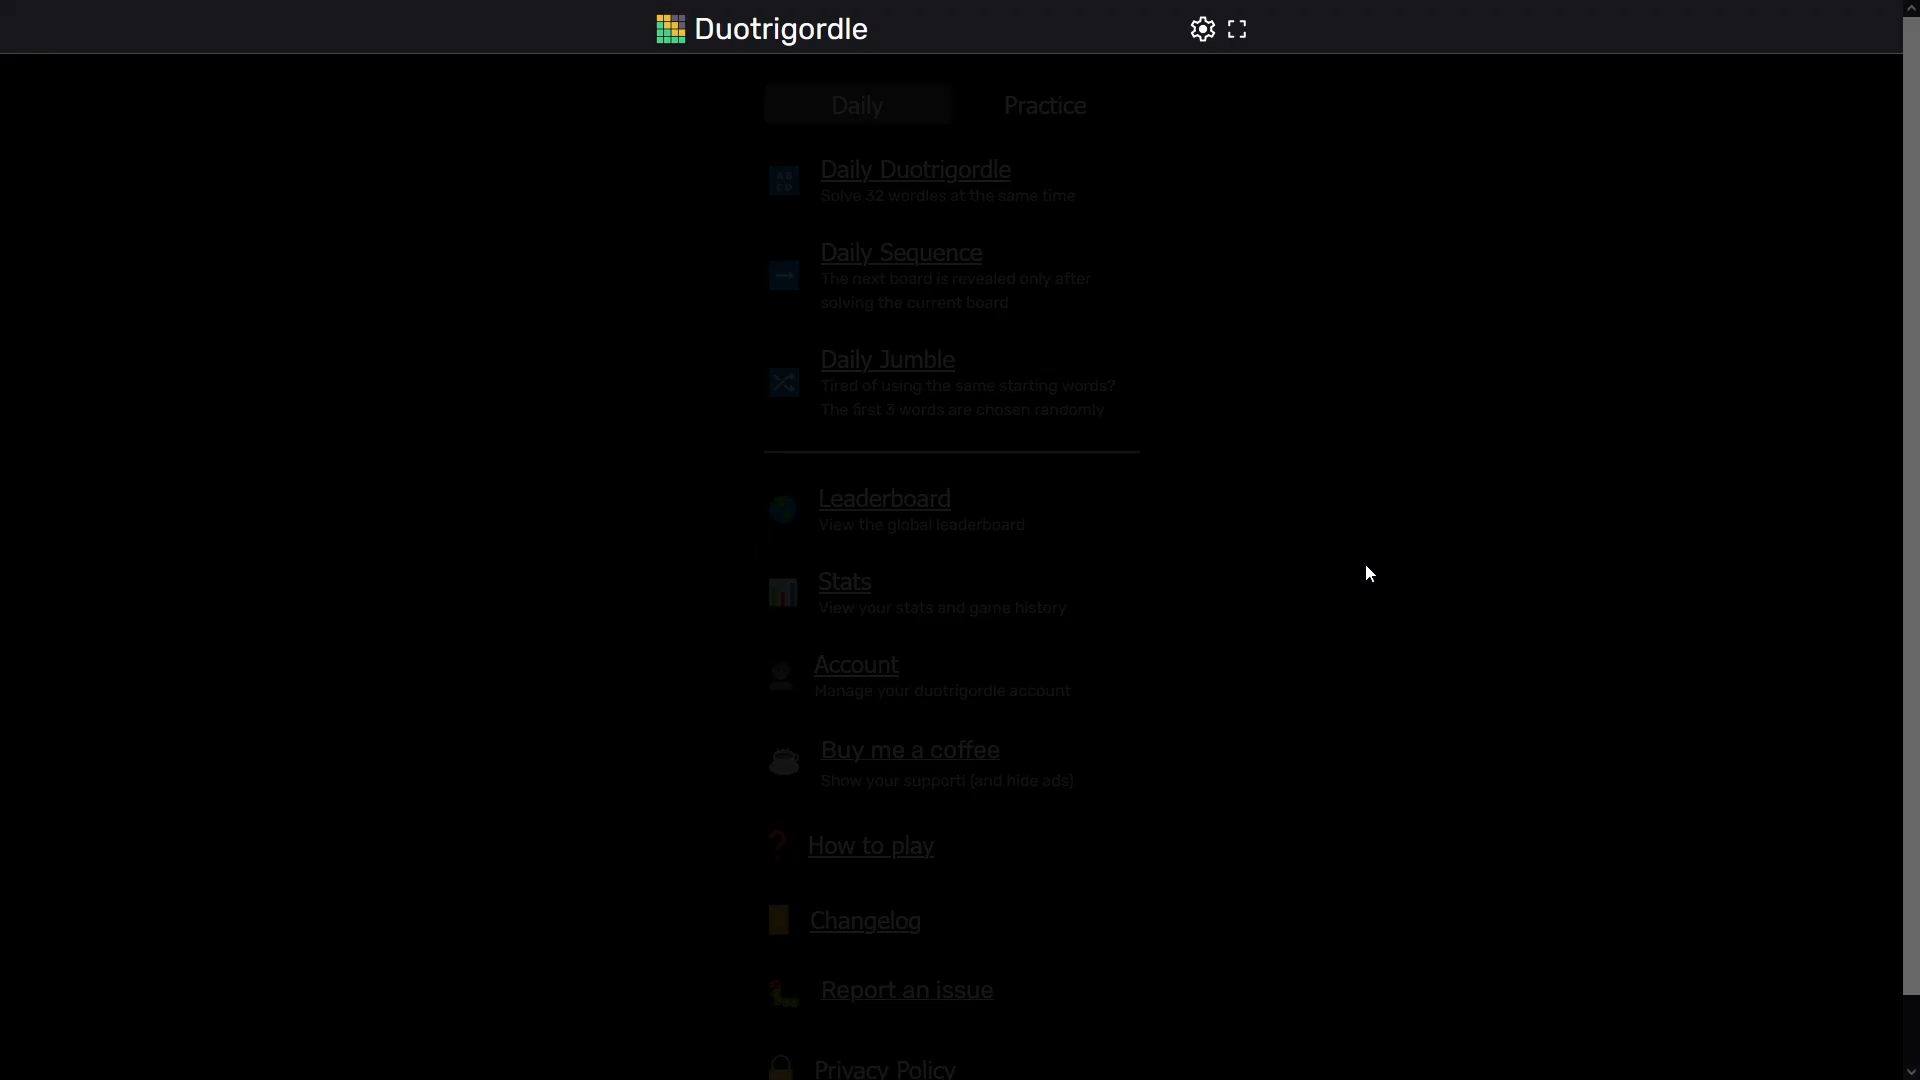 Duotrigordle
Daily
Practice
Daily Duotrigordle
Solve 32 wordles at the same time
Daily Sequence
The next board is revealed only after
solving the current board
Daily Jumble
Tired of using the same starting words?
The first 3 words are chosen randomly
Leaderboard
View the global leaderboard
Stats
View your stats and game history
Account
Manage your duotrigordle account
Buy me a coffee
Show your support! (and hide ads)
How to play
Changelog
Report an issue
Privacy Policy